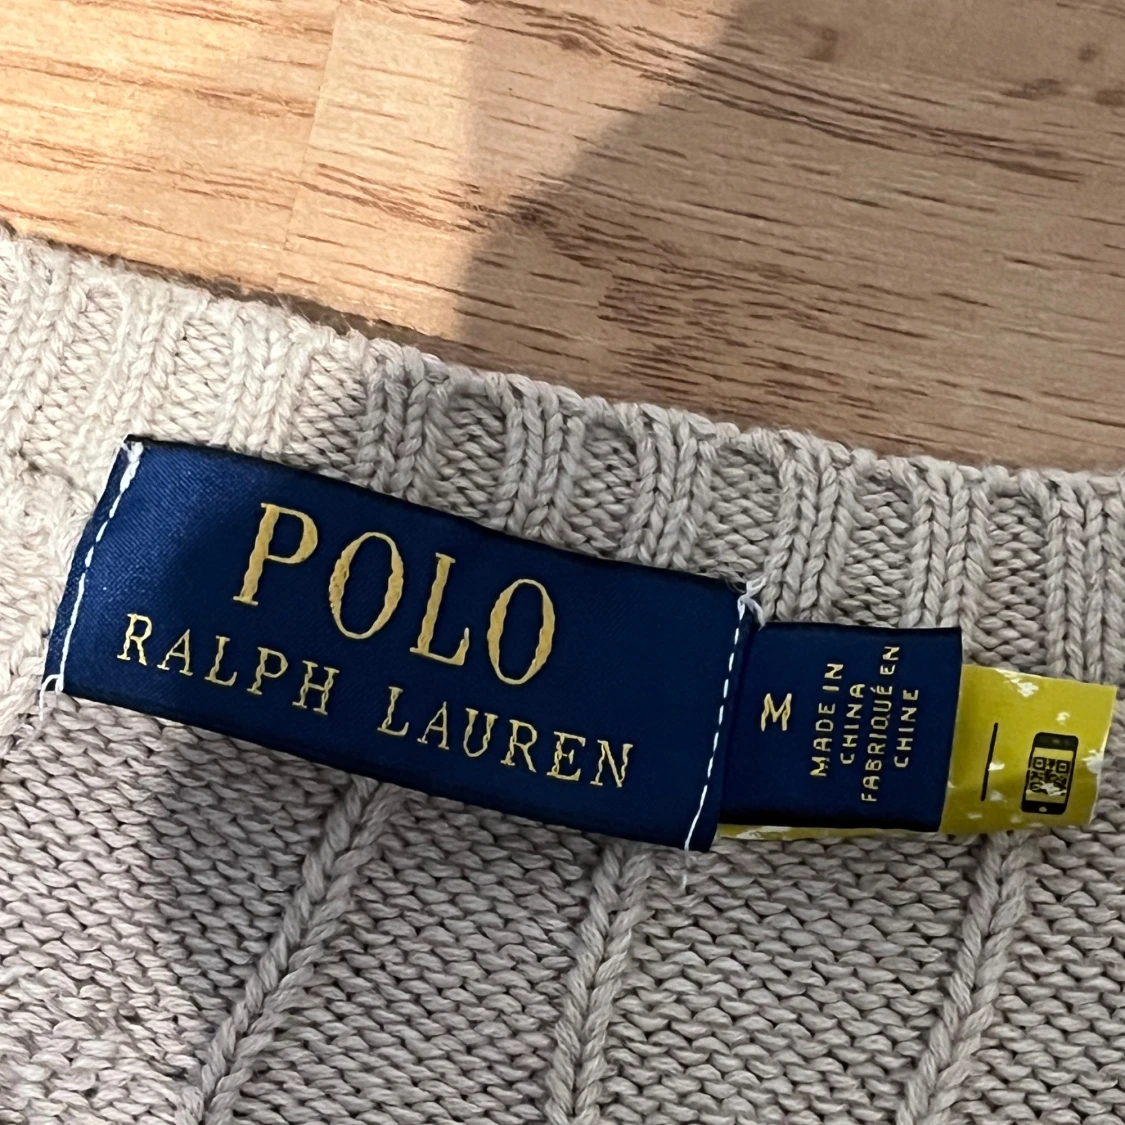 POLO
RALPH LAUREN
M
MADE IN
CHINA
FABRIQUÉ EN
CHINE